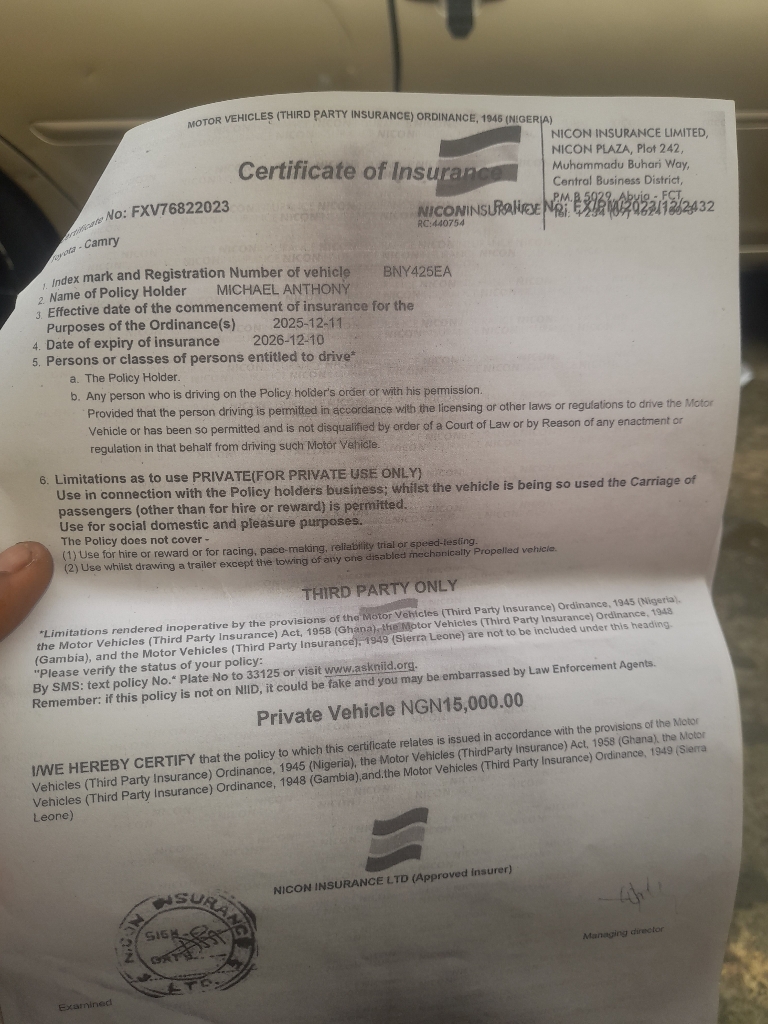 MOTOR VEHICLES (THIRD PARTY INSURANCE) ORDINANCE, 1945 (NIGERIA)
Certificate of Insurance
NICON INSURANCE LIMITED,
NICON PLAZA, Plot 242,
Muhammadu Buhari Way,
Central Business District,
P.M.B 5029, Abuja - FCT,
Certificate No: FXV76822023
NICONINSURANCE
RC:440754
Policy No:
Toyota - Camry
1. Index mark and Registration Number of vehicle BNY425EA
2. Name of Policy Holder MICHAEL ANTHONY
3. Effective date of the commencement of insurance for the
Purposes of the Ordinance(s) 2025-12-11
4. Date of expiry of insurance 2026-12-10
5. Persons or classes of persons entitled to drive*
a. The Policy Holder.
b. Any person who is driving on the Policy holder's order or with his permission.
Provided that the person driving is permitted in accordance with the licensing or other laws or regulations to drive the Motor
Vehicle or has been so permitted and is not disqualified by order of a Court of Law or by Reason of any enactment or
regulation in that behalf from driving such Motor Vehicle.
6. Limitations as to use PRIVATE(FOR PRIVATE USE ONLY)
Use in connection with the Policy holders business; whilst the vehicle is being so used the Carriage of
passengers (other than for hire or reward) is permitted.
Use for social domestic and pleasure purposes.
The Policy does not cover -
(1) Use for hire or reward or for racing, pace-making, reliability trial or speed-testing.
(2) Use whilst drawing a trailer except the towing of any one disabled mechanically Propelled vehicle.
THIRD PARTY ONLY
*Limitations rendered inoperative by the provisions of the Motor Vehicles (Third Party Insurance) Ordinance, 1945 (Nigeria),
the Motor Vehicles (Third Party Insurance) Act, 1958 (Ghana), the Motor Vehicles (Third Party Insurance) Ordinance, 1948
(Gambia), and the Motor Vehicles (Third Party Insurance), 1949 (Sierra Leone) are not to be included under this heading.
"Please verify the status of your policy:
By SMS: text policy No.* Plate No to 33125 or visit www.askniid.org.
Remember: if this policy is not on NIID, it could be fake and you may be embarrassed by Law Enforcement Agents.
Private Vehicle NGN15,000.00
I/WE HEREBY CERTIFY that the policy to which this certificate relates is issued in accordance with the provisions of the Motor
Vehicles (Third Party Insurance) Ordinance, 1945 (Nigeria), the Motor Vehicles (ThirdParty Insurance) Act, 1958 (Ghana), the Motor
Vehicles (Third Party Insurance) Ordinance, 1948 (Gambia),and.the Motor Vehicles (Third Party Insurance) Ordinance, 1949 (Sierra
Leone)
NICON INSURANCE LTD (Approved Insurer)
NICON INSURANCE
SIGN
DATE
LTD.
Managing director
Examined